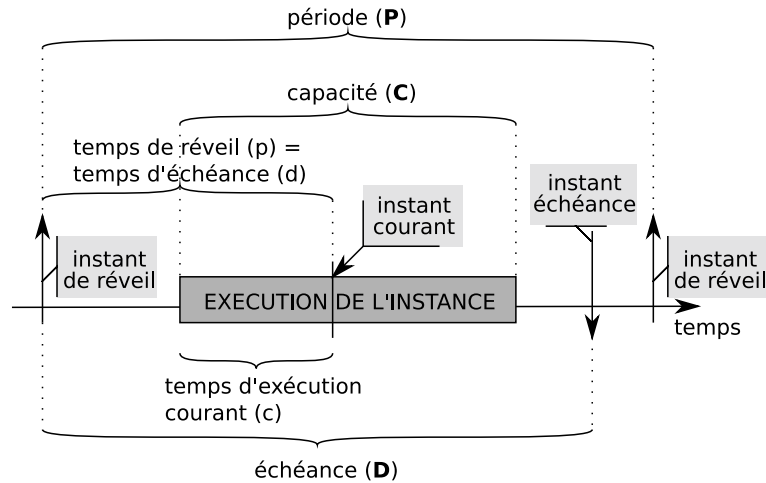 période (P)
capacité (C)
temps de réveil (p) =
temps d'échéance (d)
instant
échéance
instant
courant
instant
de réveil
instant
de réveil
EXECUTION DE L'INSTANCE
temps
temps d'exécution
courant (c)
échéance (D)